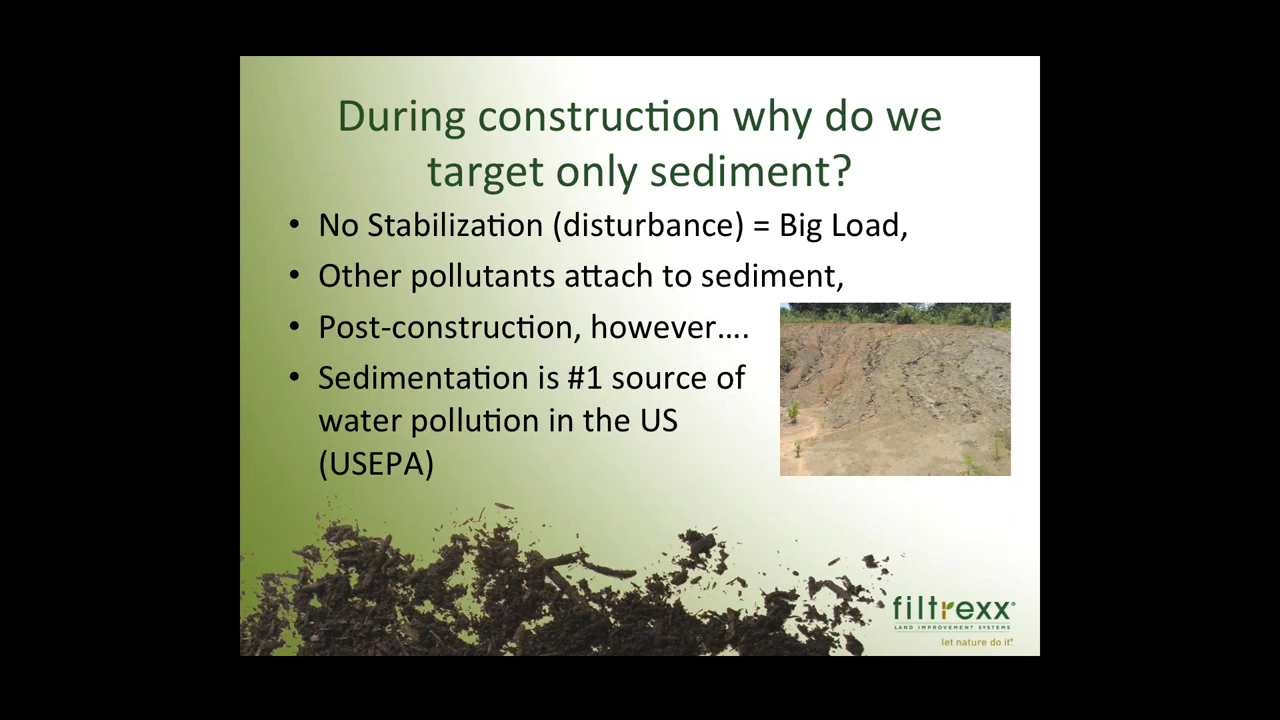 During construction why do we
target only sediment?
• No Stabilization (disturbance) = Big Load,
• Other pollutants attach to sediment,
• Post-construction, however....
• Sedimentation is #1 source of
water pollution in the US
(USEPA)
filtrexx®
LAND IMPROVEMENT SYSTEMS
let nature do it.®